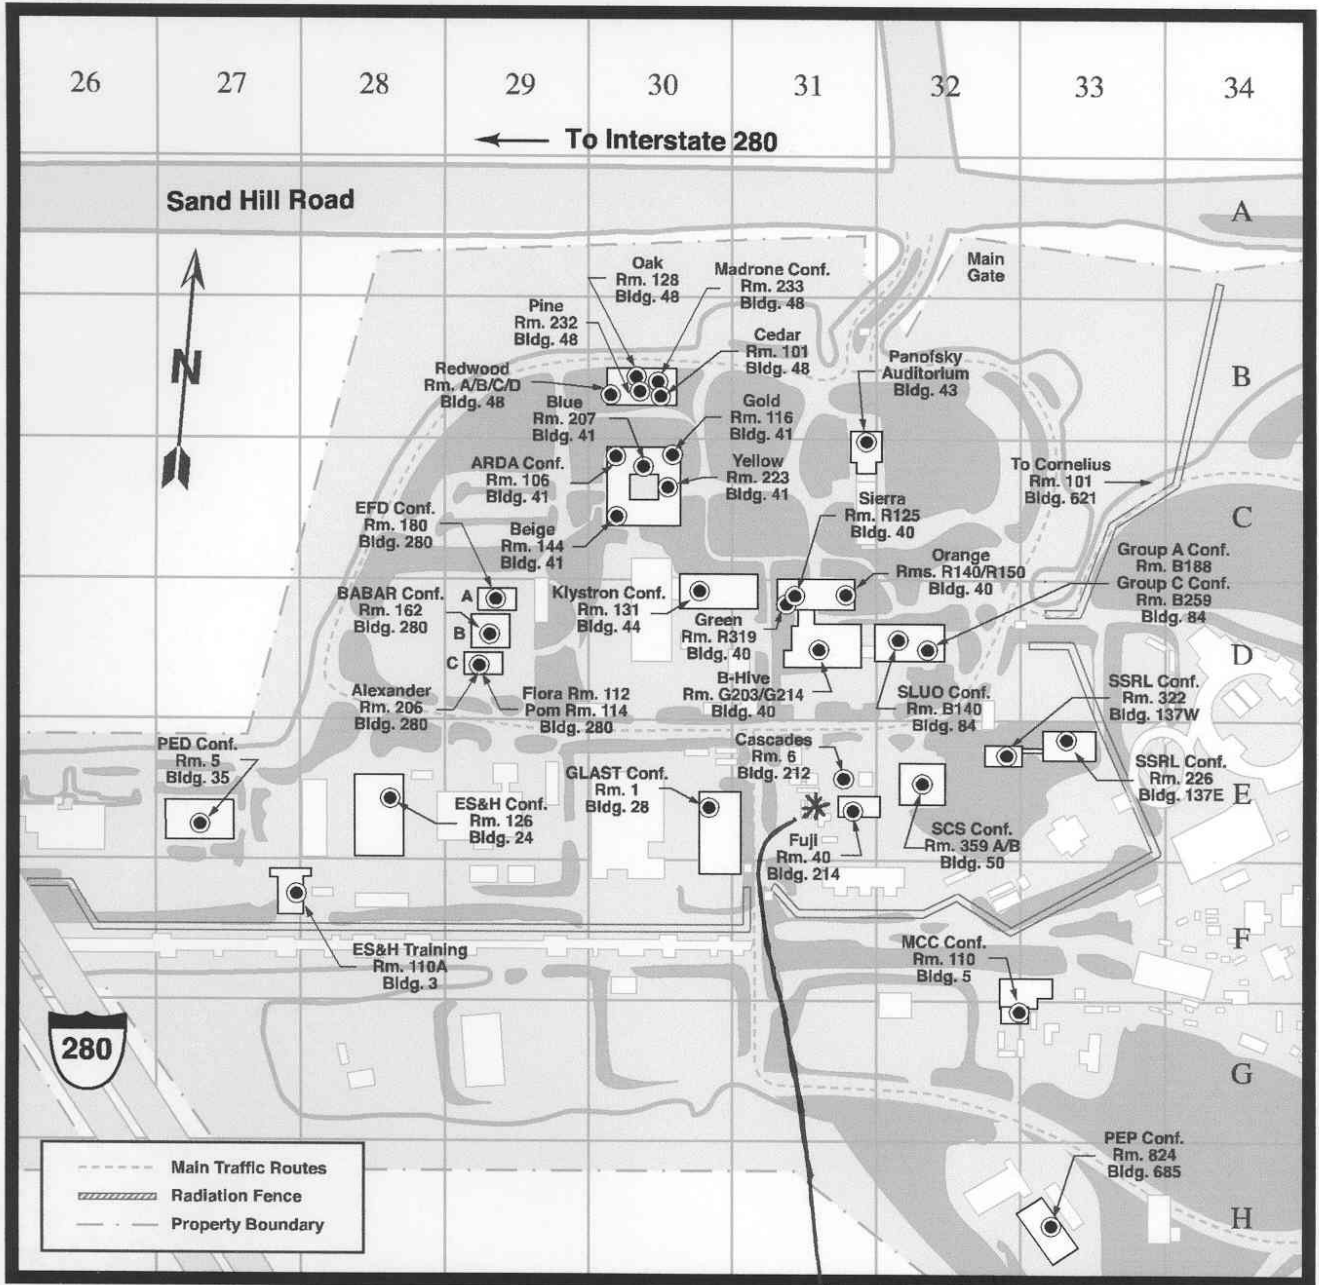 26 27 28 29 30 31 32 33 34
To Interstate 280
Sand Hill Road
A
Main
Gate
Oak
Rm. 128
Bldg. 48
Madrone Conf.
Rm. 233
Bldg. 48
Pine
Rm. 232
Bldg. 48
Cedar
Rm. 101
Bldg. 48
N
Redwood
Rm. A/B/C/D
Bldg. 48
Panofsky
Auditorium
Bldg. 43
B
Blue
Rm. 207
Bldg. 41
Gold
Rm. 116
Bldg. 41
ARDA Conf.
Rm. 106
Bldg. 41
Yellow
Rm. 223
Bldg. 41
To Cornelius
Rm. 101
Bldg. 621
Sierra
Rm. R125
Bldg. 40
C
EFD Conf.
Rm. 180
Bldg. 280
Beige
Rm. 144
Bldg. 41
Orange
Rms. R140/R150
Bldg. 40
Group A Conf.
Rm. B188
Group C Conf.
Rm. B259
Bldg. 84
BABAR Conf.
Rm. 162
Bldg. 280
A
B
C
Klystron Conf.
Rm. 131
Bldg. 44
Green
Rm. R319
Bldg. 40
D
B-Hive
Rm. G203/G214
Bldg. 40
SLUO Conf.
Rm. B140
Bldg. 84
SSRL Conf.
Rm. 322
Bldg. 137W
Alexander
Rm. 206
Bldg. 280
Flora Rm. 112
Pom Rm. 114
Bldg. 280
PED Conf.
Rm. 5
Bldg. 35
Cascades
Rm. 6
Bldg. 212
SSRL Conf.
Rm. 226
Bldg. 137E
E
GLAST Conf.
Rm. 1
Bldg. 28
ES&H Conf.
Rm. 126
Bldg. 24
SCS Conf.
Rm. 359 A/B
Bldg. 50
Fuji
Rm. 40
Bldg. 214
ES&H Training
Rm. 110A
Bldg. 3
MCC Conf.
Rm. 110
Bldg. 5
F
280
G
PEP Conf.
Rm. 824
Bldg. 685
H
Main Traffic Routes
Radiation Fence
Property Boundary